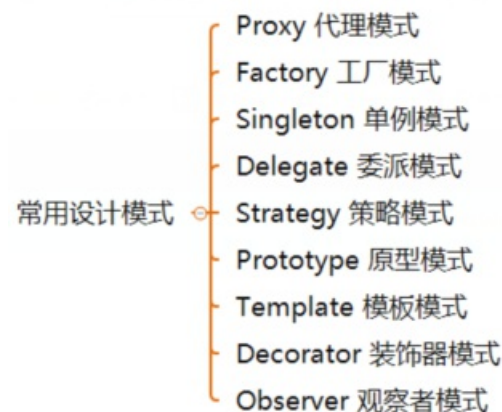 Proxy 代理模式
Factory 工厂模式
Singleton 单例模式
Delegate 委派模式
常用设计模式
Strategy 策略模式
Prototype 原型模式
Template 模板模式
Decorator 装饰器模式
Observer 观察者模式